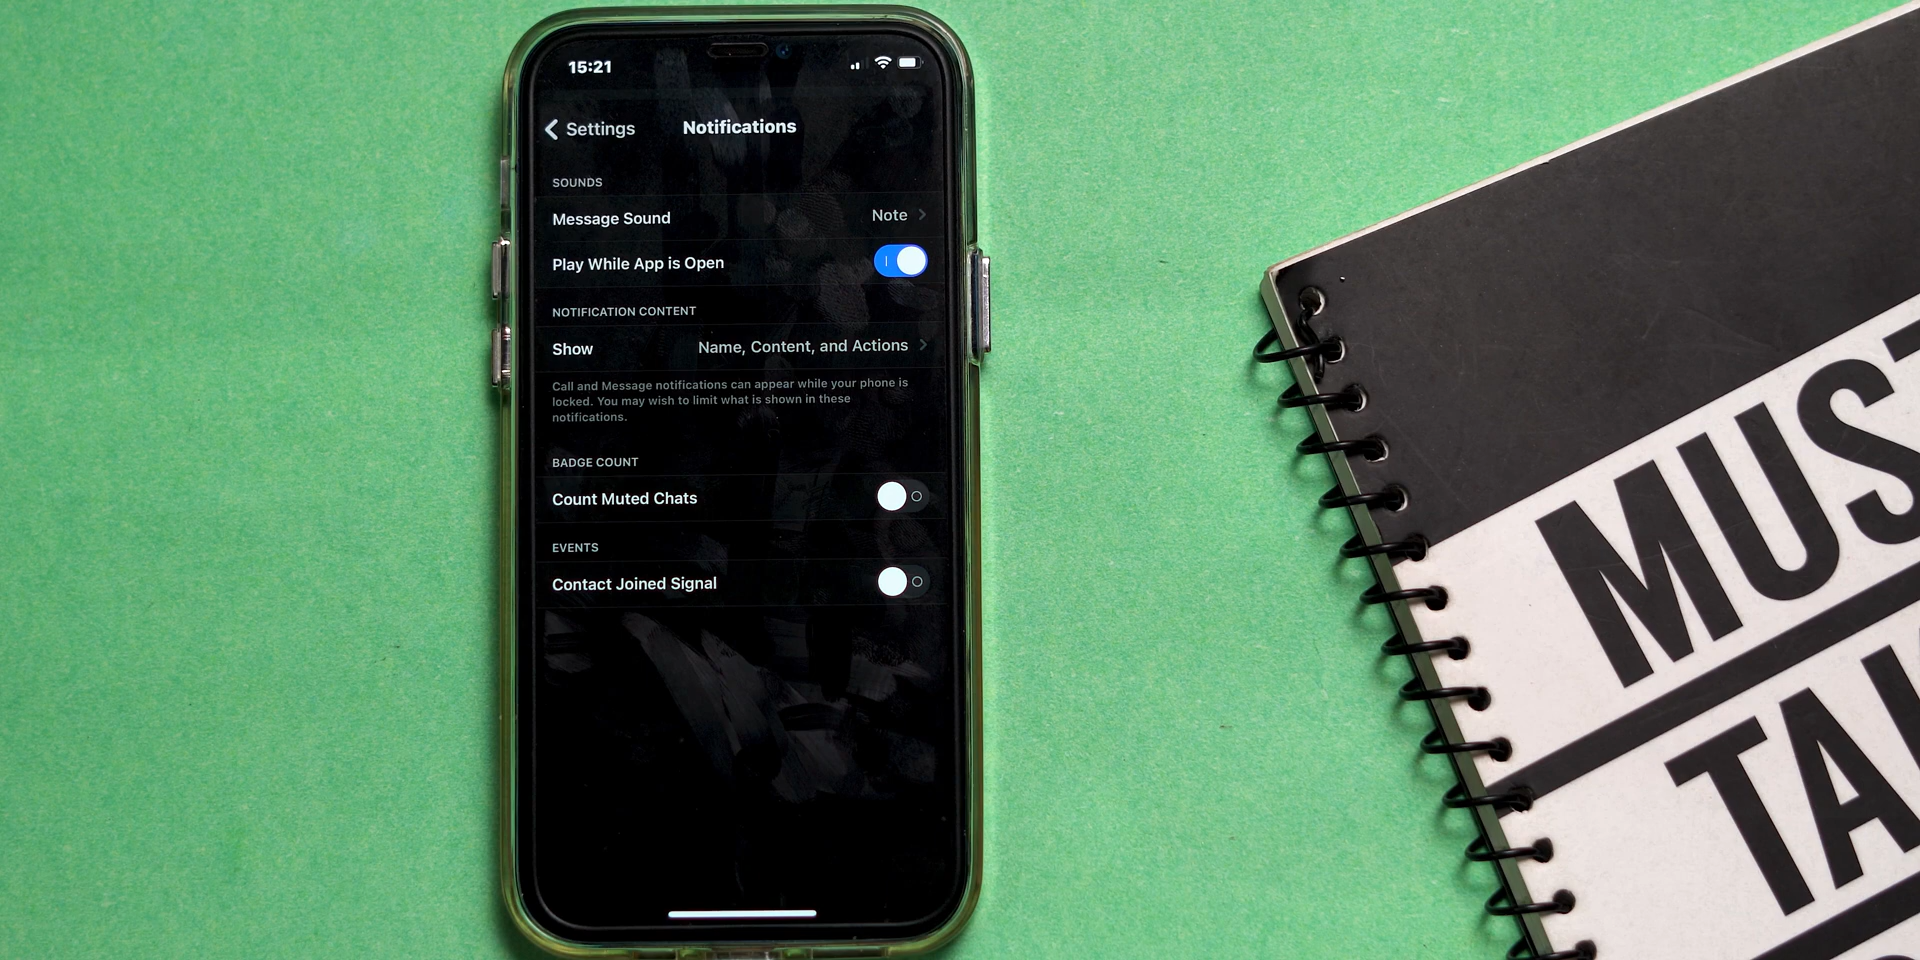 15:21
Settings
Notifications
SOUNDS
Message Sound
Note
Play While App is Open
NOTIFICATION CONTENT
Show
Name, Content, and Actions
Call and Message notifications can appear while your phone is
locked. You may wish to limit what is shown in these
notifications.
BADGE COUNT
Count Muted Chats
EVENTS
Contact Joined Signal
MUS
TA